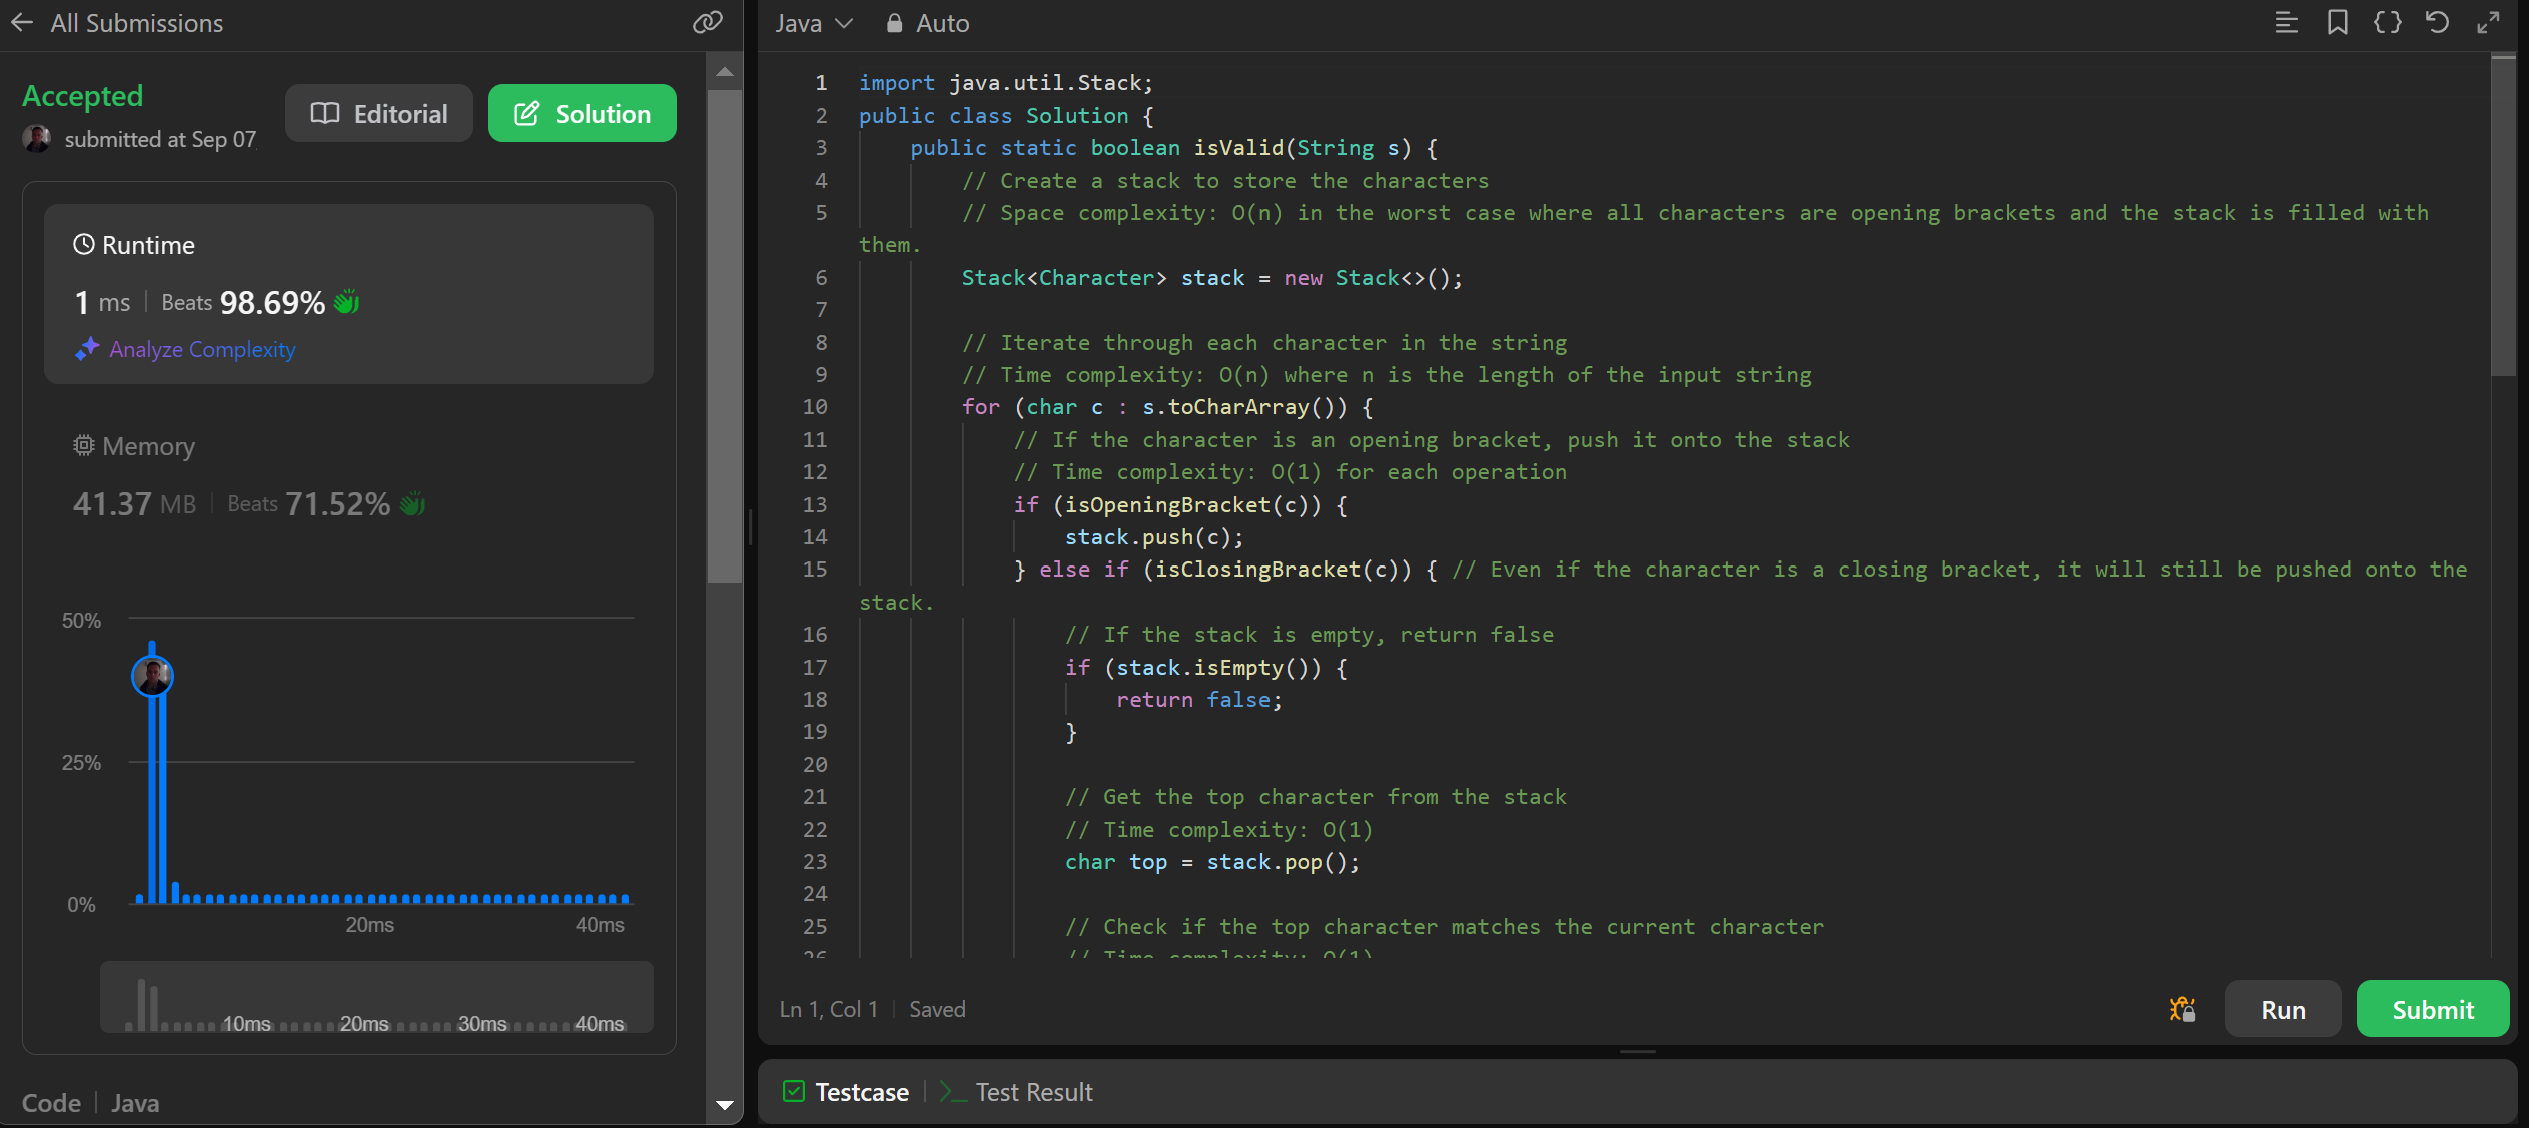 All Submissions
Accepted
submitted at Sep 07
Editorial
Solution
Runtime
1 ms | Beats 98.69%
Analyze Complexity
Memory
41.37 MB | Beats 71.52%
50%
25%
0%
20ms 40ms
10ms 20ms 30ms 40ms
Code | Java
Java Auto
1 import java.util.Stack;
2 public class Solution {
3 public static boolean isValid(String s) {
4 // Create a stack to store the characters
5 // Space complexity: O(n) in the worst case where all characters are opening brackets and the stack is filled with
them.
6 Stack<Character> stack = new Stack<>();
7
8 // Iterate through each character in the string
9 // Time complexity: O(n) where n is the length of the input string
10 for (char c : s.toCharArray()) {
11 // If the character is an opening bracket, push it onto the stack
12 // Time complexity: O(1) for each operation
13 if (isOpeningBracket(c)) {
14 stack.push(c);
15 } else if (isClosingBracket(c)) { // Even if the character is a closing bracket, it will still be pushed onto the
stack.
16 // If the stack is empty, return false
17 if (stack.isEmpty()) {
18 return false;
19 }
20
21 // Get the top character from the stack
22 // Time complexity: O(1)
23 char top = stack.pop();
24
25 // Check if the top character matches the current character
26 // Time complexity: O(1)
Ln 1, Col 1 | Saved
Run
Submit
Testcase | Test Result